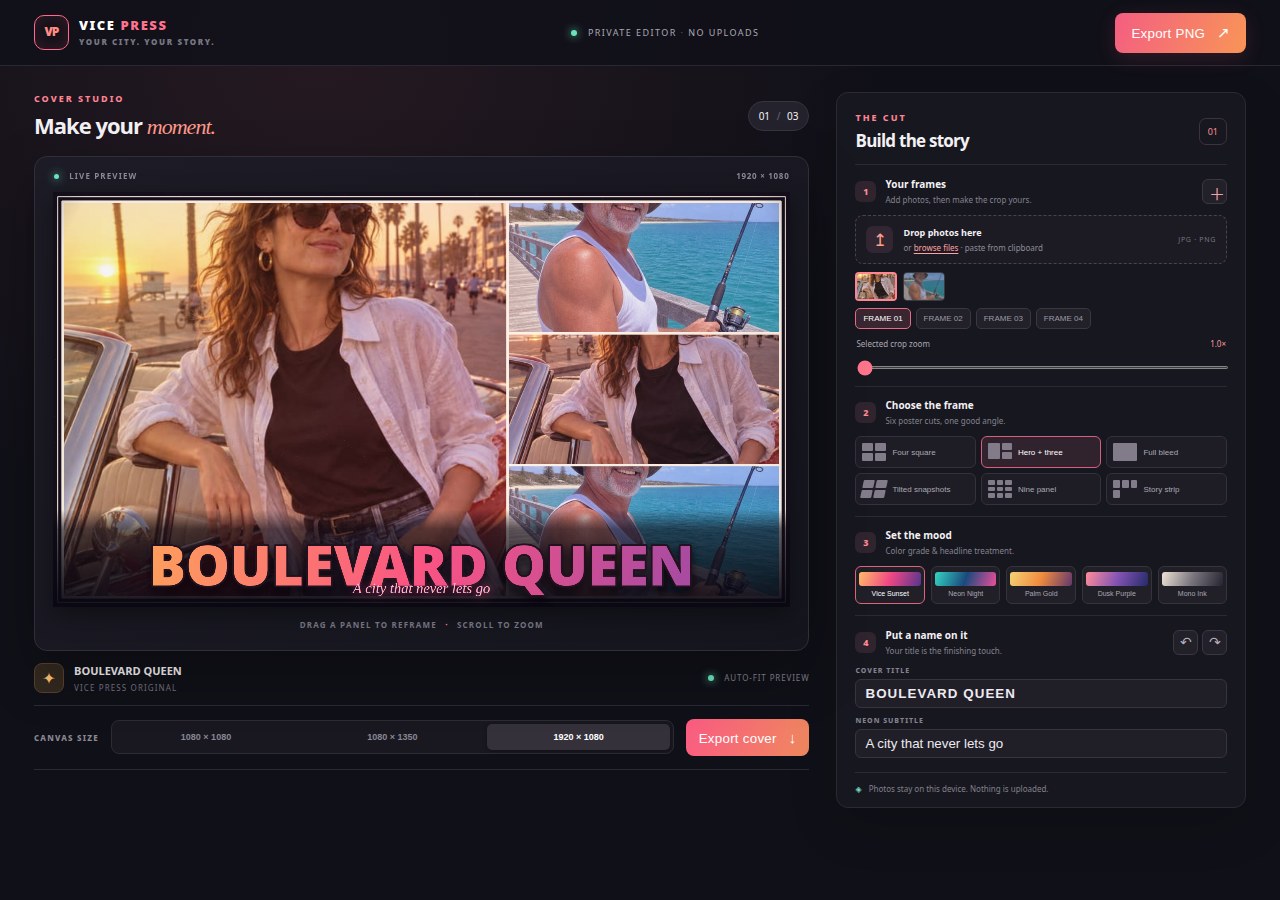 VP
VICE PRESS
YOUR CITY. YOUR STORY.
PRIVATE EDITOR · NO UPLOADS
Export PNG ↗
COVER STUDIO
Make your moment.
01 / 03
LIVE PREVIEW
1920 × 1080
BOULEVARD QUEEN
A city that never lets go
DRAG A PANEL TO REFRAME • SCROLL TO ZOOM
BOULEVARD QUEEN
VICE PRESS ORIGINAL
AUTO-FIT PREVIEW
CANVAS SIZE
1080 × 1080
1080 × 1350
1920 × 1080
Export cover ↓
THE CUT
Build the story
01
1
Your frames
Add photos, then make the crop yours.
Drop photos here
or browse files · paste from clipboard
JPG · PNG
FRAME 01
FRAME 02
FRAME 03
FRAME 04
Selected crop zoom
1.0×
2
Choose the frame
Six poster cuts, one good angle.
Four square
Hero + three
Full bleed
Tilted snapshots
Nine panel
Story strip
3
Set the mood
Color grade & headline treatment.
Vice Sunset
Neon Night
Palm Gold
Dusk Purple
Mono Ink
4
Put a name on it
Your title is the finishing touch.
COVER TITLE
BOULEVARD QUEEN
NEON SUBTITLE
A city that never lets go
Photos stay on this device. Nothing is uploaded.